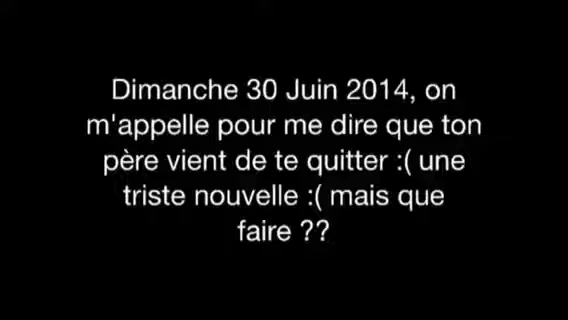 Dimanche 30 Juin 2014, on
m'appelle pour me dire que ton
père vient de te quitter :( une
triste nouvelle :( mais que
faire ??